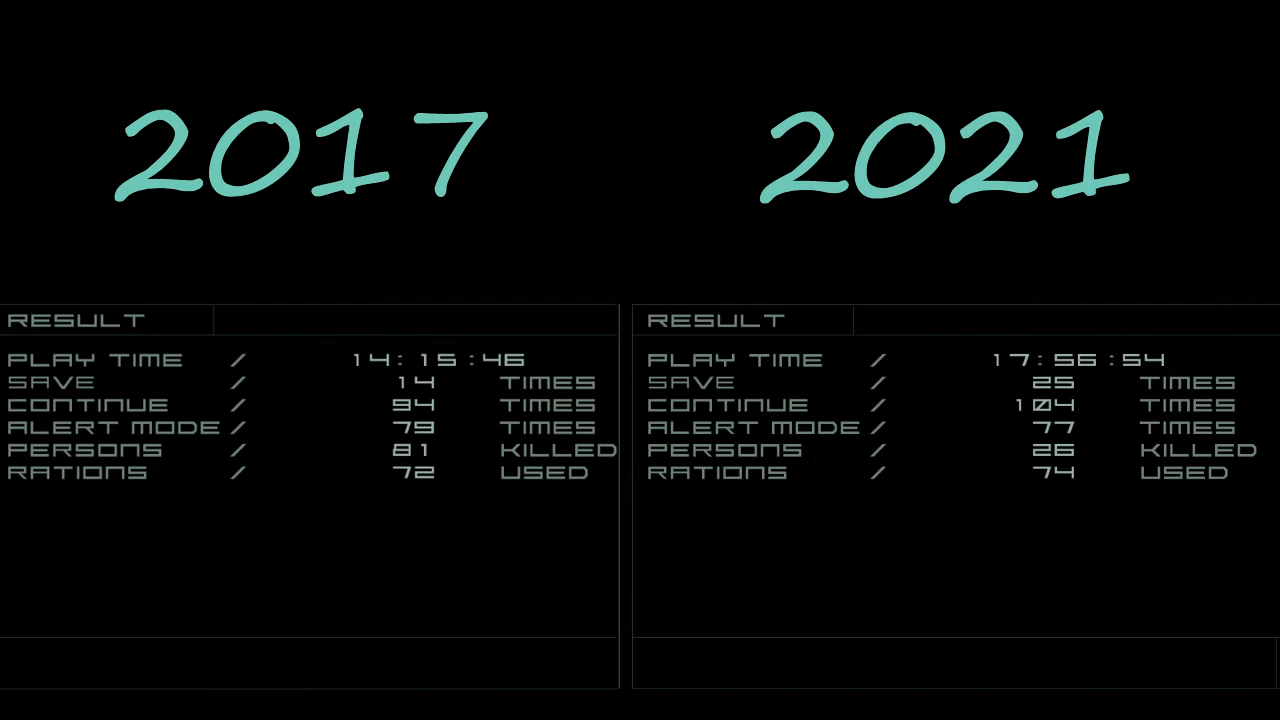 2017
2021
RESULT
PLAY TIME / 14:15:46
SAVE / 14 TIMES
CONTINUE / 94 TIMES
ALERT MODE / 79 TIMES
PERSONS / 81 KILLED
RATIONS / 72 USED
RESULT
PLAY TIME / 17:56:54
SAVE / 25 TIMES
CONTINUE / 104 TIMES
ALERT MODE / 77 TIMES
PERSONS / 26 KILLED
RATIONS / 74 USED